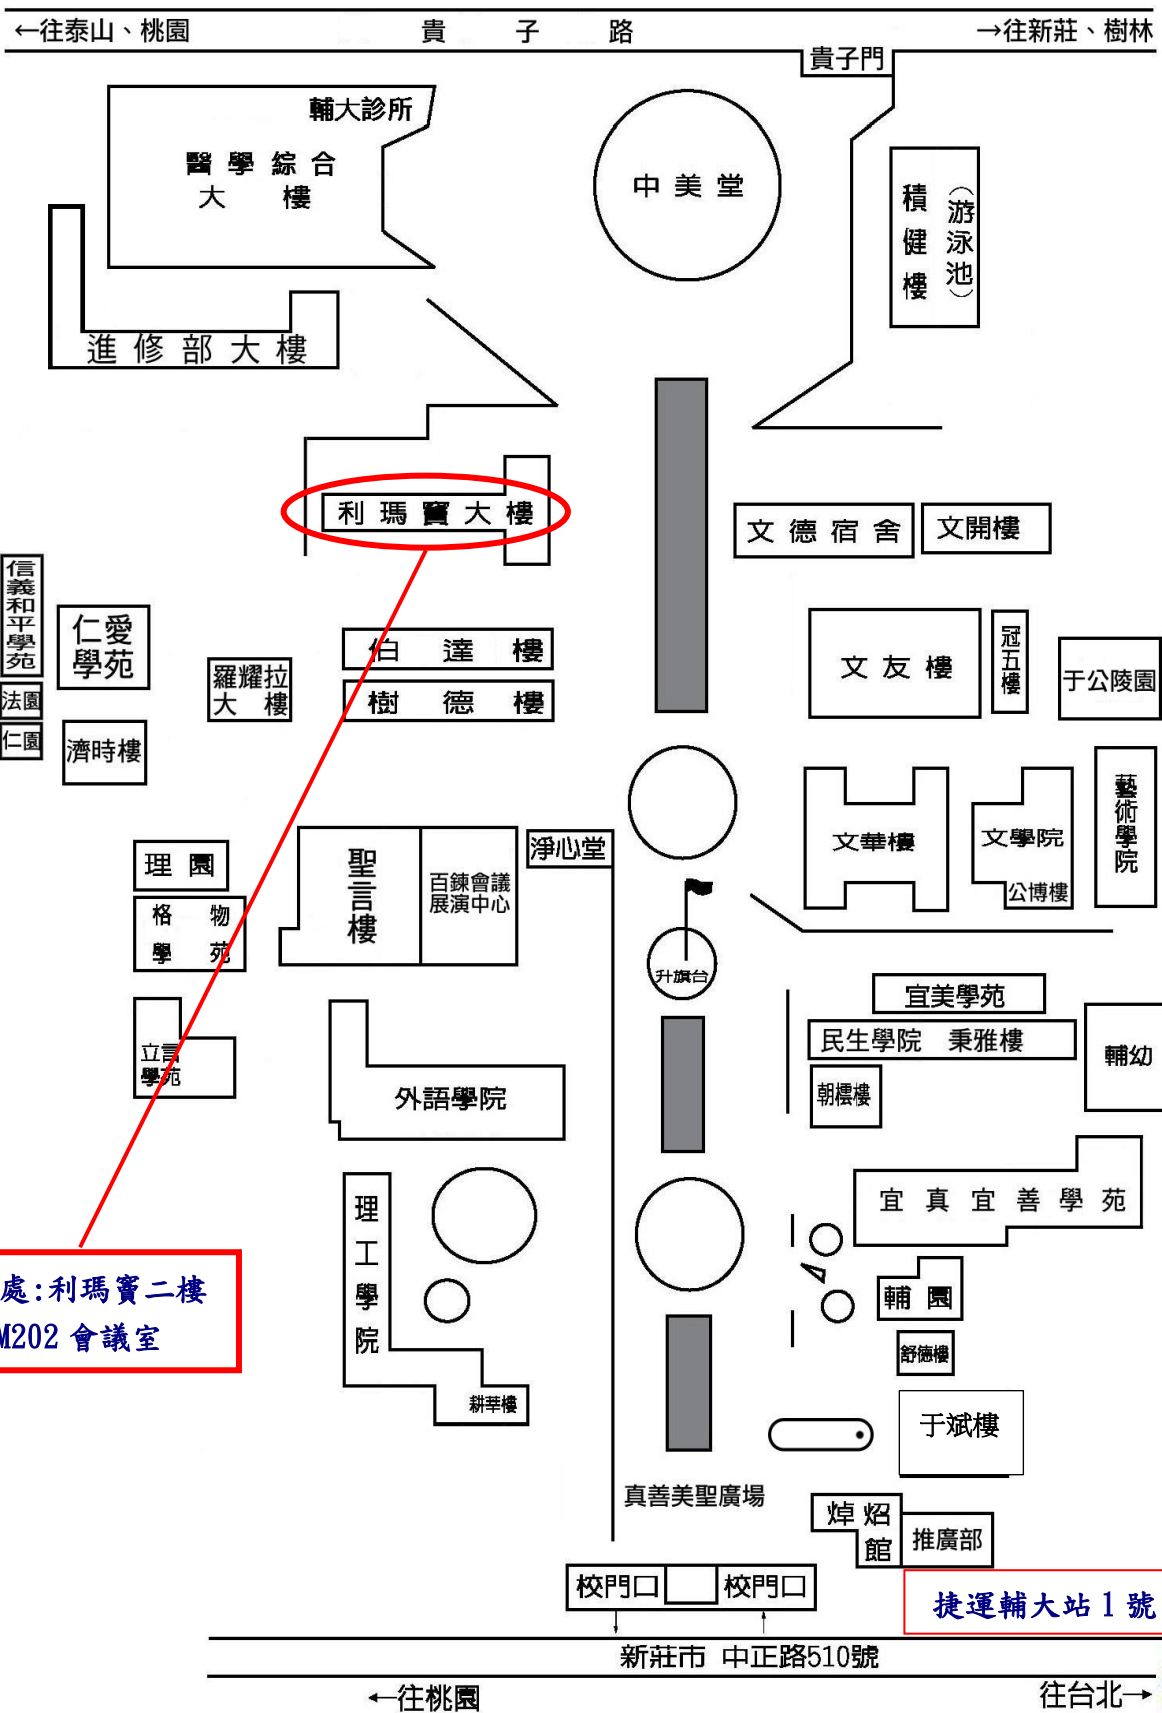 ←往泰山、桃園
貴子路
→往新莊、樹林
貴子門
輔大診所
醫學綜合
大樓
中美堂
積健樓
（游泳池）
進修部大樓
利瑪竇大樓
文德宿舍
文開樓
信義和平學苑
仁愛
學苑
法園
仁園
濟時樓
羅耀拉
大樓
伯達樓
樹德樓
文友樓
冠五樓
于公陵園
文華樓
文學院
公博樓
藝術學院
理園
格物
學苑
聖言樓
百鍊會議
展演中心
淨心堂
升旗台
立言
學苑
外語學院
宜美學苑
民生學院 秉雅樓
朝橒樓
輔幼
宜真宜善學苑
理工學院
耕莘樓
輔園
舒德樓
于斌樓
處:利瑪竇二樓
M202 會議室
真善美聖廣場
焯炤
館
推廣部
校門口
校門口
捷運輔大站 1 號
新莊市 中正路510號
←往桃園
往台北→